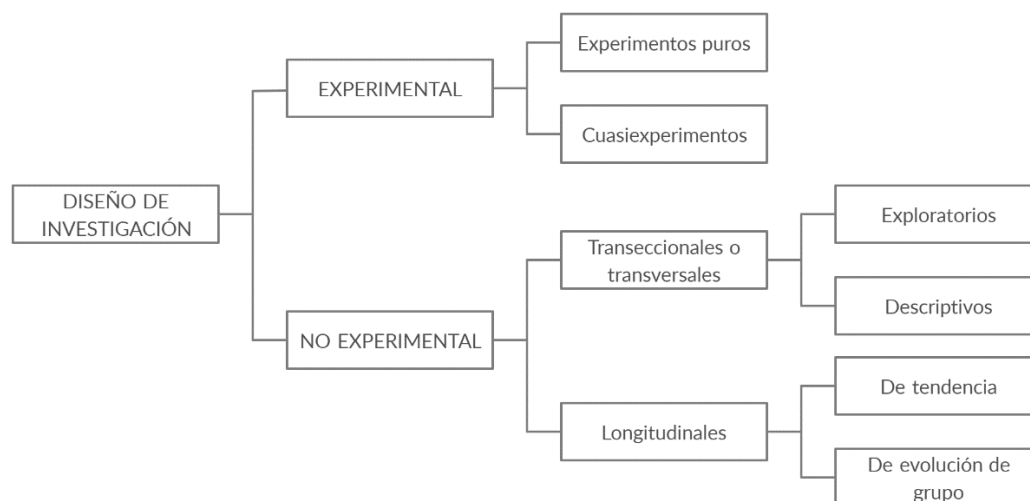 DISEÑO DE
INVESTIGACIÓN
EXPERIMENTAL
Experimentos puros
Cuasiexperimentos
NO EXPERIMENTAL
Transeccionales o
transversales
Exploratorios
Descriptivos
Longitudinales
De tendencia
De evolución de
grupo